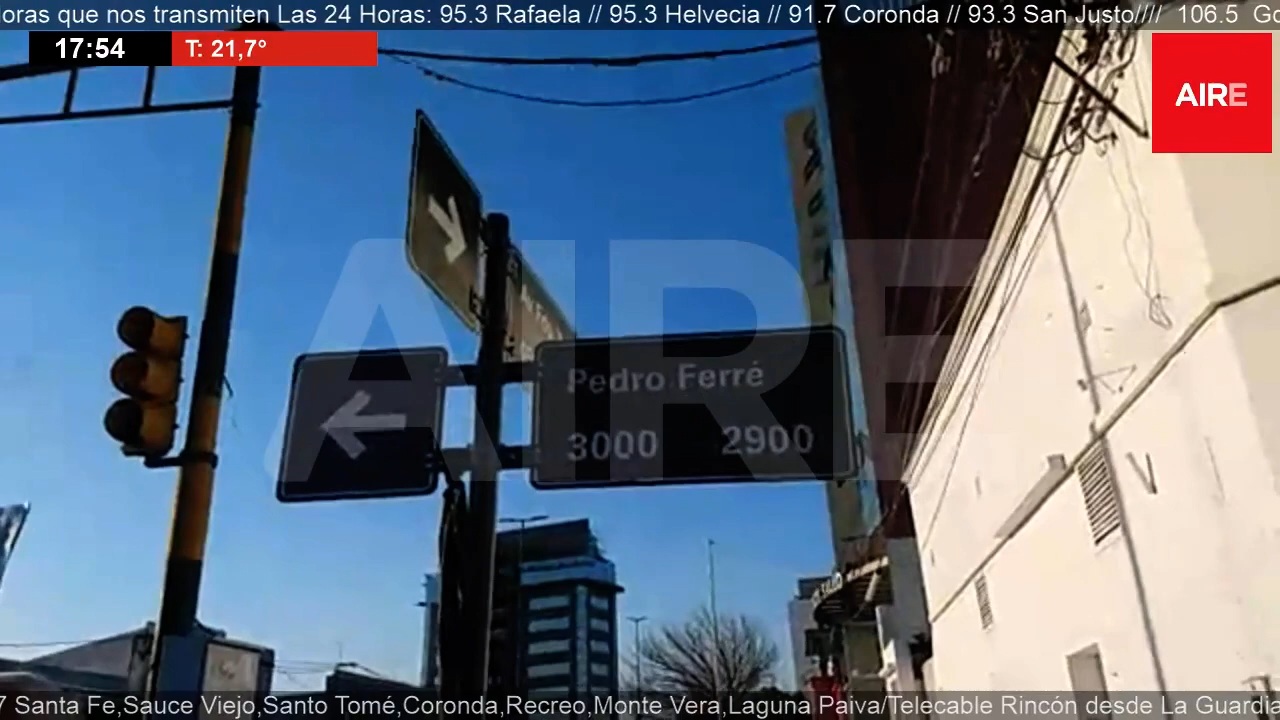 loras que nos transmiten Las 24 Horas: 95.3 Rafaela // 95.3 Helvecia // 91.7 Coronda // 93.3 San Justo//// 106.5 Go
17:54
T: 21,7°
AIRE
AIRE
Pedro Ferré
3000 2900
7 Santa Fe,Sauce Viejo,Santo Tomé,Coronda,Recreo,Monte Vera,Laguna Paiva/Telecable Rincón desde La Guardia